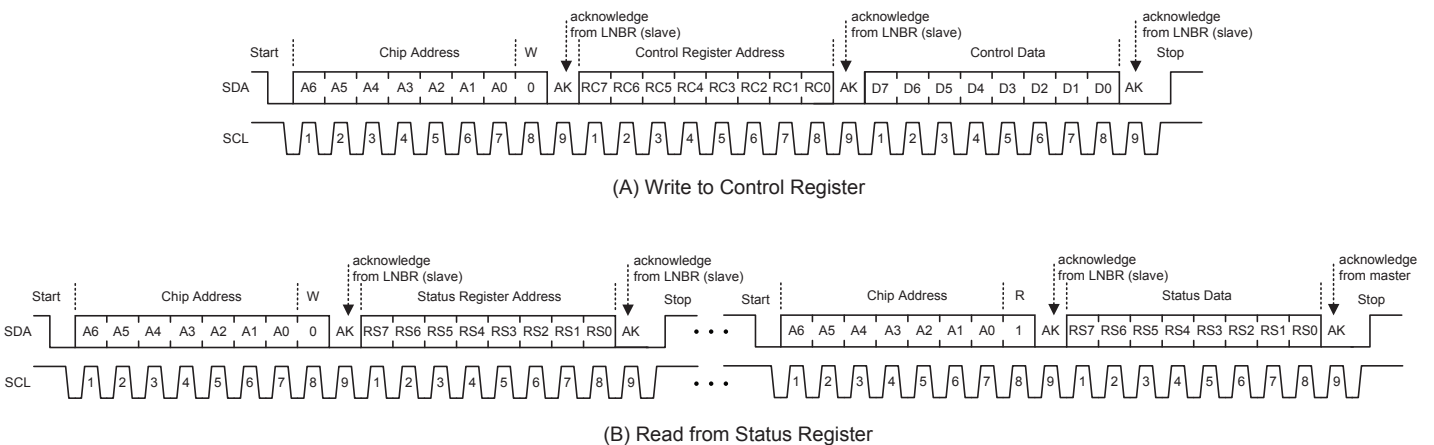 acknowledge acknowledge acknowledge
from LNBR (slave) from LNBR (slave) from LNBR (slave)
Start Chip Address W Control Register Address Control Data Stop
SDA A6 A5 A4 A3 A2 A1 A0 0 AK RC7 RC6 RC5 RC4 RC3 RC2 RC1 RC0 AK D7 D6 D5 D4 D3 D2 D1 D0 AK
SCL 1 2 3 4 5 6 7 8 9 1 2 3 4 5 6 7 8 9 1 2 3 4 5 6 7 8 9
(A) Write to Control Register
acknowledge acknowledge acknowledge acknowledge
from LNBR (slave) from LNBR (slave) from LNBR (slave) from master
Start Chip Address W Status Register Address Stop Start Chip Address R Status Data Stop
SDA A6 A5 A4 A3 A2 A1 A0 0 AK RS7 RS6 RS5 RS4 RS3 RS2 RS1 RS0 AK • • • A6 A5 A4 A3 A2 A1 A0 1 AK RS7 RS6 RS5 RS4 RS3 RS2 RS1 RS0 AK
SCL 1 2 3 4 5 6 7 8 9 1 2 3 4 5 6 7 8 9 • • • 1 2 3 4 5 6 7 8 9 1 2 3 4 5 6 7 8 9
(B) Read from Status Register